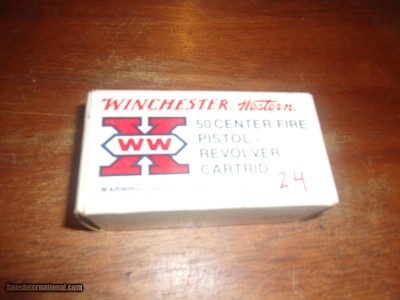 WINCHESTER Western
50 CENTER FIRE
PISTOL -
REVOLVER
CARTRID
X
WW
24